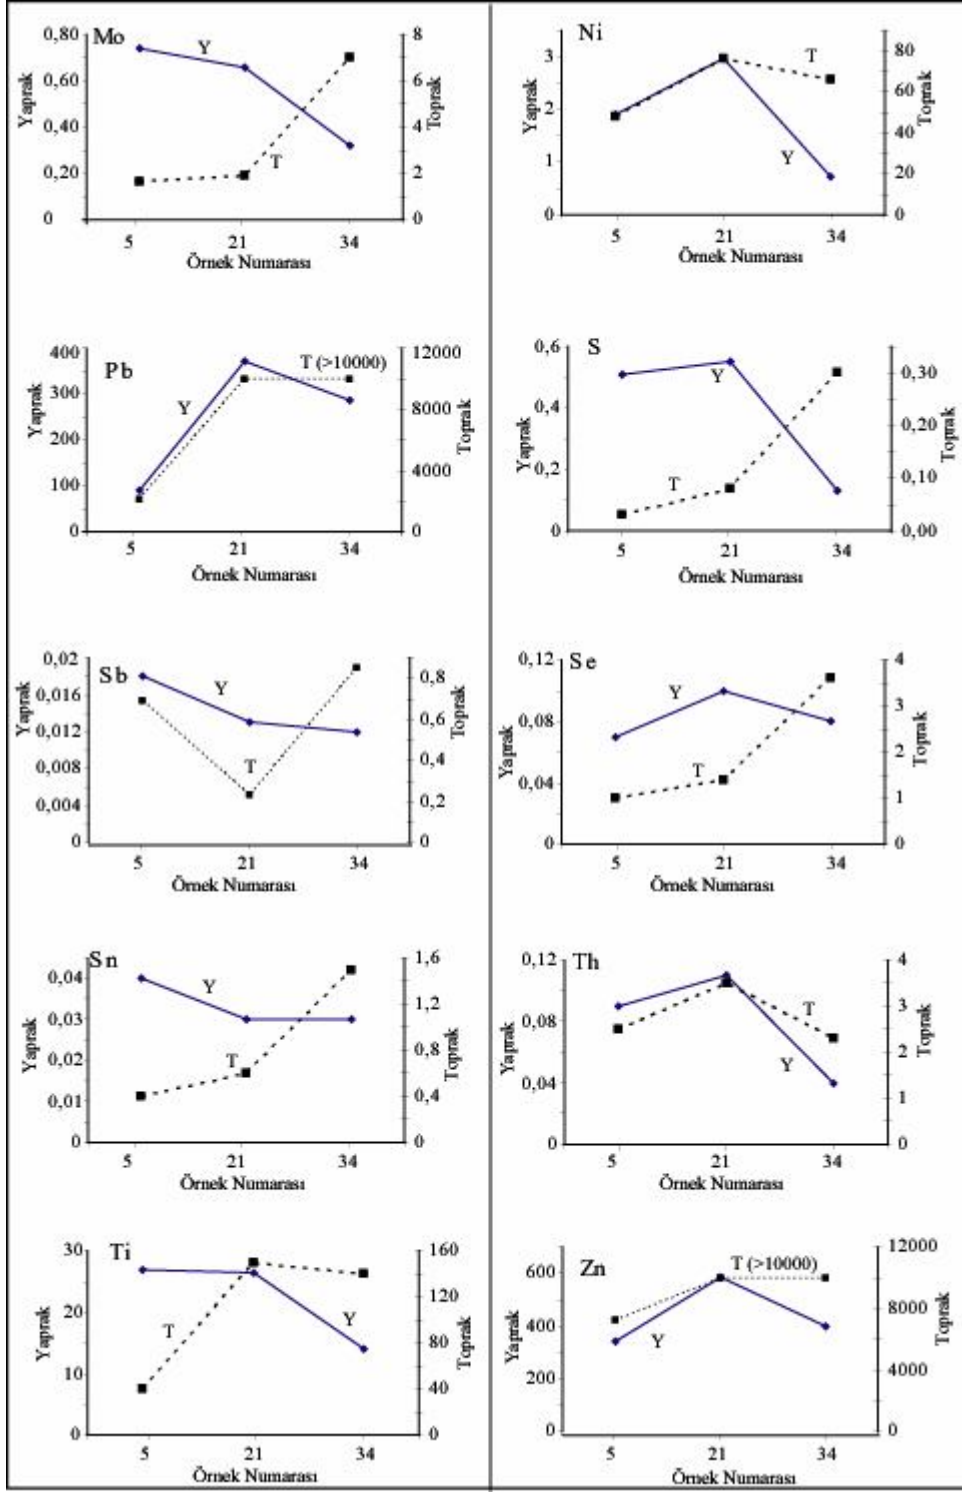 Mo
Y
T
0,80
0,60
0,40
0,20
0
8
6
4
2
0
Yaprak
Toprak
5 21 34
Örnek Numarası
Ni
T
Y
3
2
1
0
80
60
40
20
0
Yaprak
Toprak
5 21 34
Örnek Numarası
Pb
Y
T (>10000)
400
300
200
100
0
12000
8000
4000
0
Yaprak
Toprak
5 21 34
Örnek Numarası
S
Y
T
0,6
0,4
0,2
0
0,30
0,20
0,10
0,00
Yaprak
Toprak
5 21 34
Örnek Numarası
Sb
Y
T
0,02
0,016
0,012
0,008
0,004
0
0,8
0,6
0,4
0,2
0
Yaprak
Toprak
5 21 34
Örnek Numarası
Se
Y
T
0,12
0,08
0,04
0
4
3
2
1
0
Yaprak
Toprak
5 21 34
Örnek Numarası
Sn
Y
T
0,04
0,03
0,02
0,01
0
1,6
1,2
0,8
0,4
0
Yaprak
Toprak
5 21 34
Örnek Numarası
Th
T
Y
0,12
0,08
0,04
0
4
3
2
1
0
Yaprak
Toprak
5 21 34
Örnek Numarası
Ti
T
Y
30
20
10
0
160
120
80
40
0
Yaprak
Toprak
5 21 34
Örnek Numarası
Zn
T (>10000)
Y
600
400
200
0
12000
8000
4000
0
Yaprak
Toprak
5 21 34
Örnek Numarası